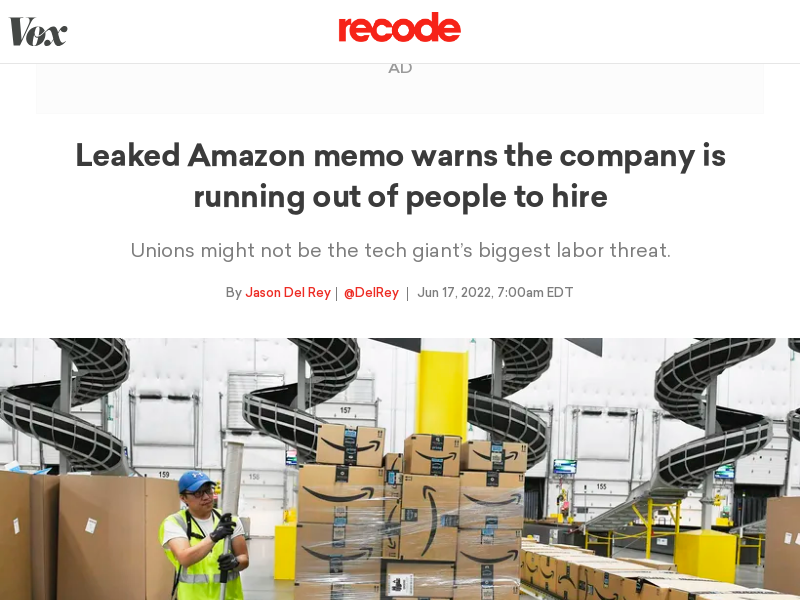 Vox
recode
AD
Leaked Amazon memo warns the company is
running out of people to hire
Unions might not be the tech giant's biggest labor threat.
By Jason Del Rey | @DelRey | Jun 17, 2022, 7:00am EDT
157
159
158
155